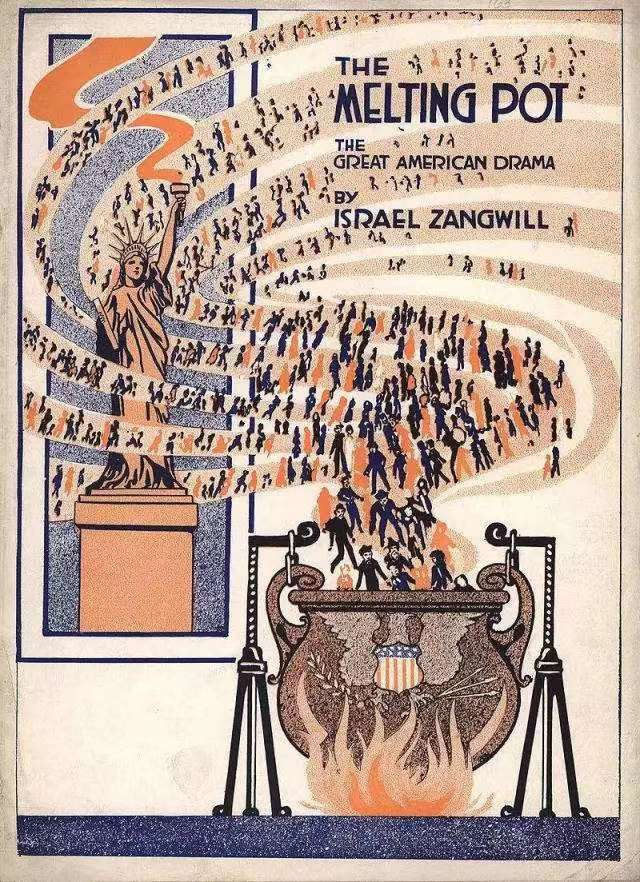 THE
MELTING POT
THE
GREAT AMERICAN DRAMA
BY
ISRAEL ZANGWILL